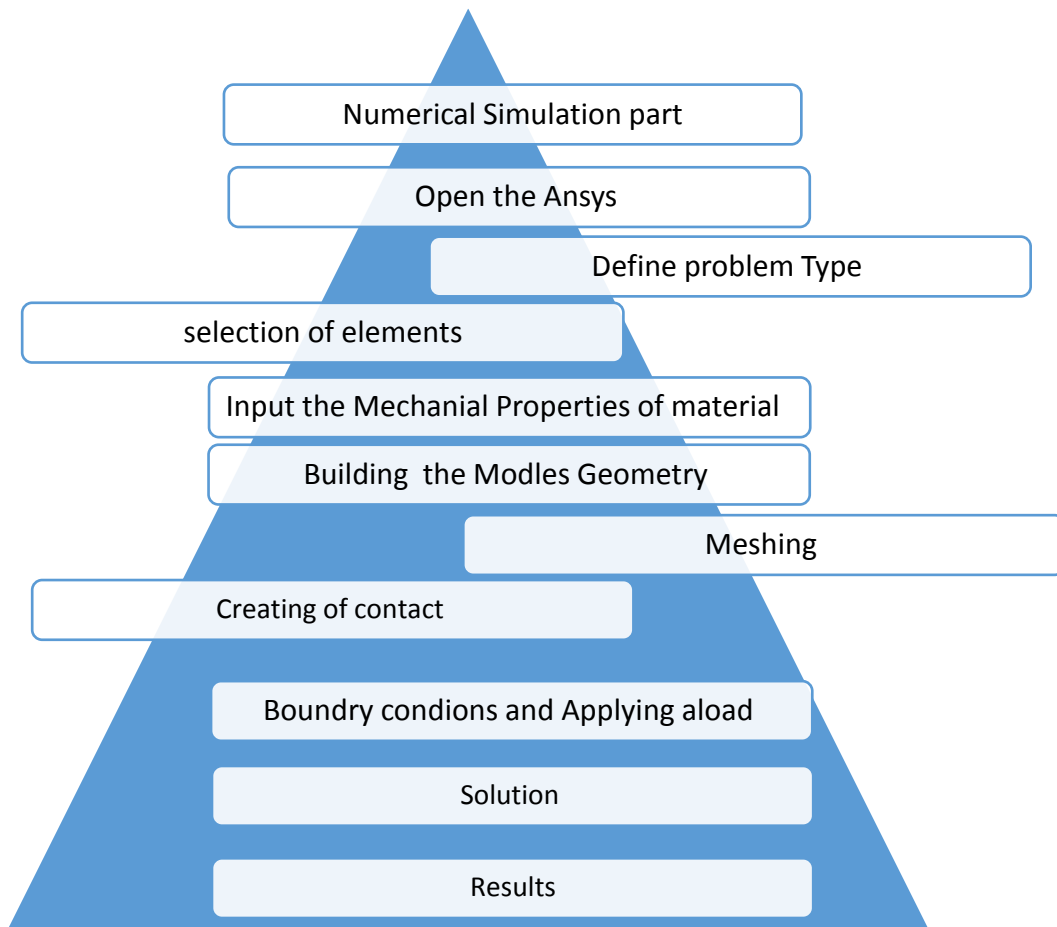 Numerical Simulation part
Open the Ansys
Define problem Type
selection of elements
Input the Mechanial Properties of material
Building  the Modles Geometry
Meshing
Creating of contact
Boundry condions and Applying aload
Solution
Results